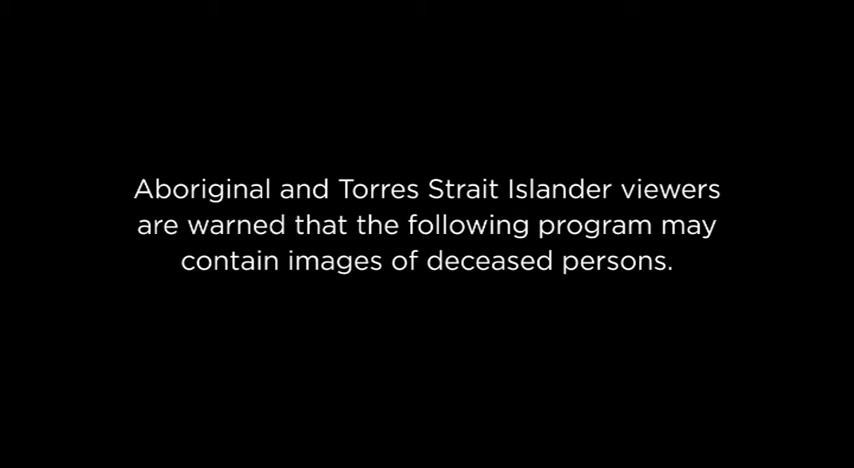 Aboriginal and Torres Strait Islander viewers
are warned that the following program may
contain images of deceased persons.